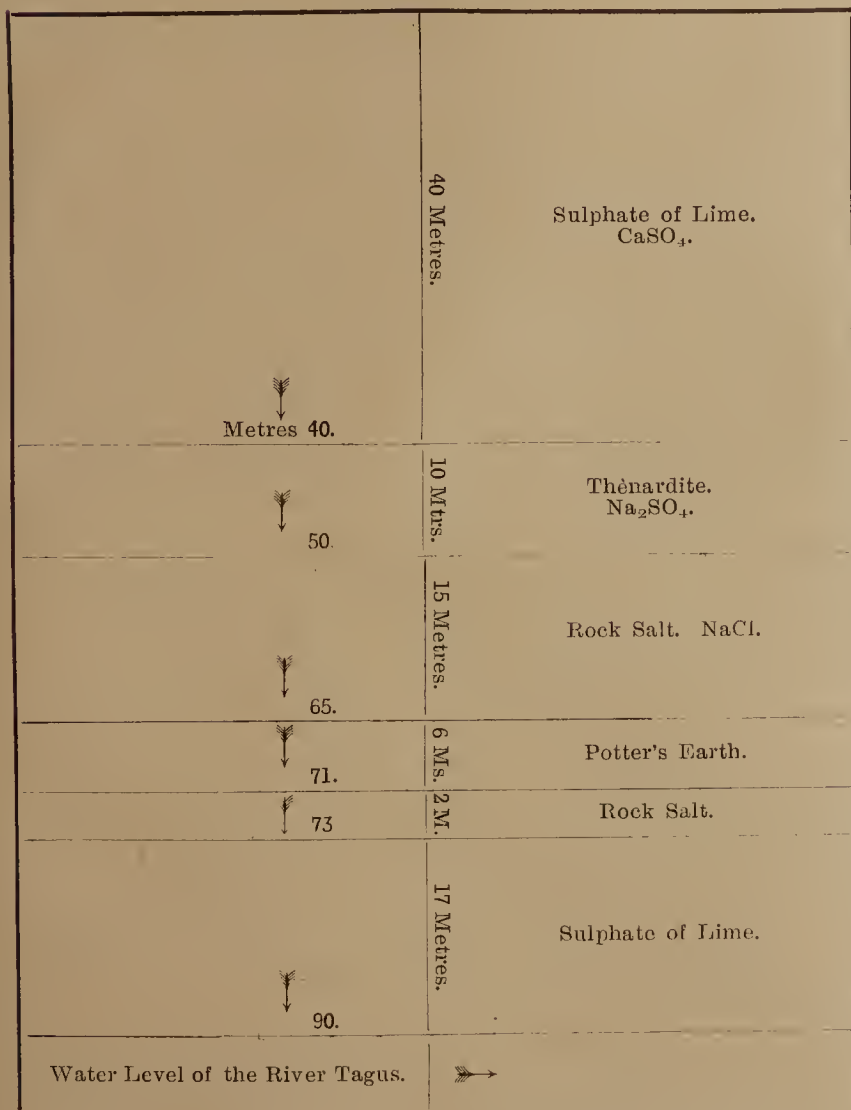 40 Metres.
Sulphate of Lime.
CaSO₄.
Metres 40.
10 Mtrs.
Thènardite.
Na₂SO₄.
50.
15 Metres.
Rock Salt. NaCl.
65.
6 Ms.
Potter's Earth.
71.
2 M.
Rock Salt.
73
17 Metres.
Sulphate of Lime.
90.
Water Level of the River Tagus.